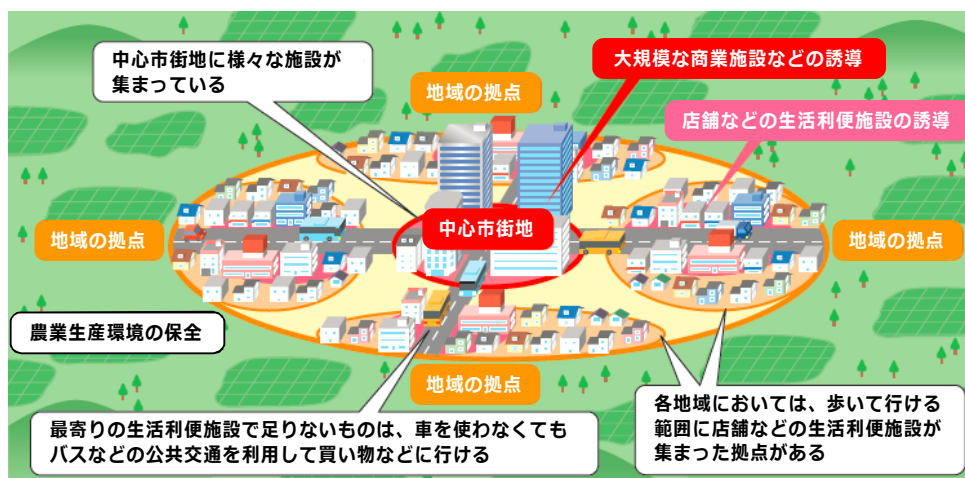 中心市街地に様々な施設が
集まっている
大規模な商業施設などの誘導
地域の拠点
店舗などの生活利便施設の誘導
地域の拠点
中心市街地
地域の拠点
農業生産環境の保全
地域の拠点
最寄りの生活利便施設で足りないものは、車を使わなくても
バスなどの公共交通を利用して買い物などに行ける
各地域においては、歩いて行ける
範囲に店舗などの生活利便施設が
集まった拠点がある